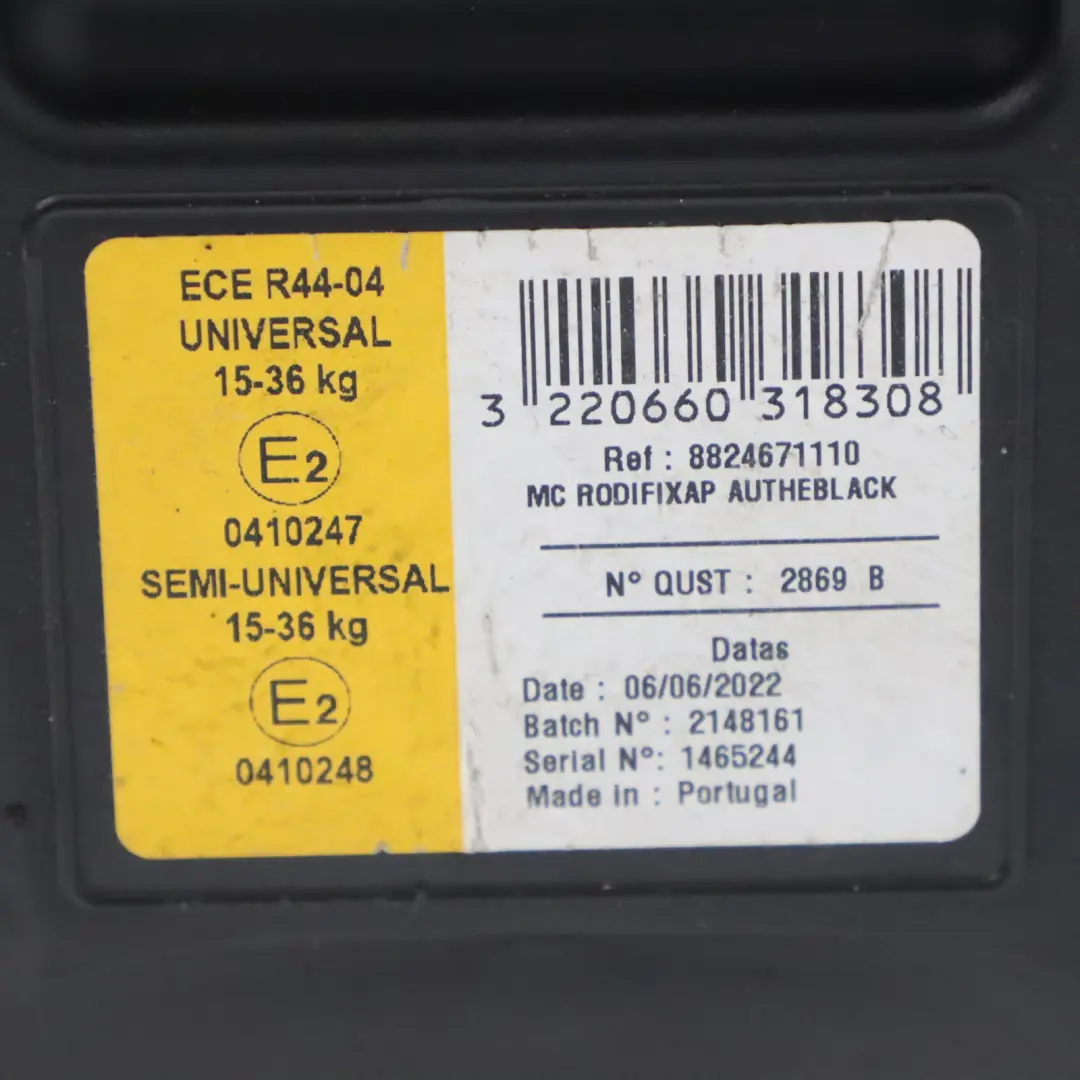 ECE R44-04
UNIVERSAL
15-36 kg
E2
0410247
SEMI-UNIVERSAL
15-36 kg
E2
0410248
3 220660 318308
Ref : 8824671110
MC RODIFIXAP AUTHEBLACK
N° QUST : 2869 B
Datas
Date : 06/06/2022
Batch N° : 2148161
Serial N°: 1465244
Made in : Portugal